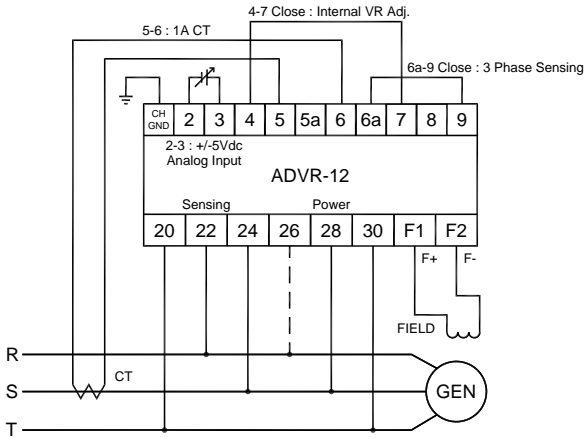 4-7 Close : Internal VR Adj.
5-6 : 1A CT
6a-9 Close : 3 Phase Sensing
CH GND 2 3 4 5 5a 6 6a 7 8 9
2-3 : +/-5Vdc
Analog Input
ADVR-12
Sensing Power
20 22 24 26 28 30 F1 F2
F+ F-
FIELD
R
CT
S GEN
T